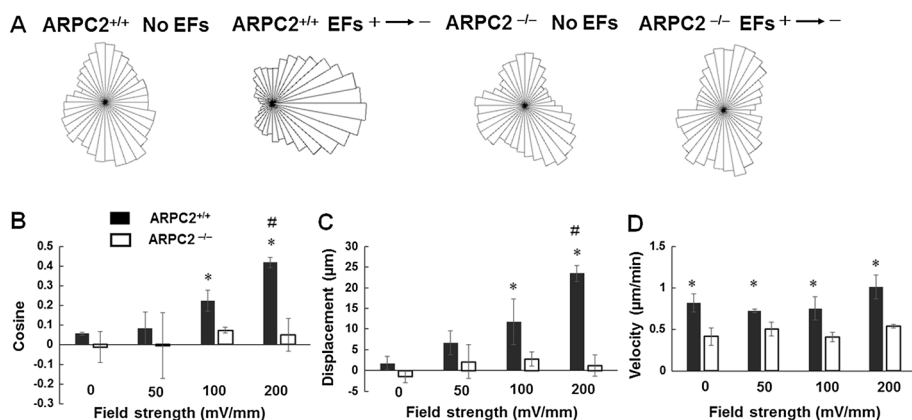 A ARPC2+/+ No EFs ARPC2+/+ EFs + → − ARPC2 −/− No EFs ARPC2 −/− EFs + → −
B
ARPC2+/+
ARPC2 −/−
Cosine
0.5
0.4
0.3
0.2
0.1
0
-0.1
-0.2
-0.3
*
#
*
0 50 100 200
Field strength (mV/mm)
C
Displacement (µm)
30
25
20
15
10
5
0
-5
*
#
*
0 50 100 200
Field strength (mV/mm)
D
Velocity (µm/min)
1.5
1
0.5
0
* * * *
0 50 100 200
Field strength (mV/mm)